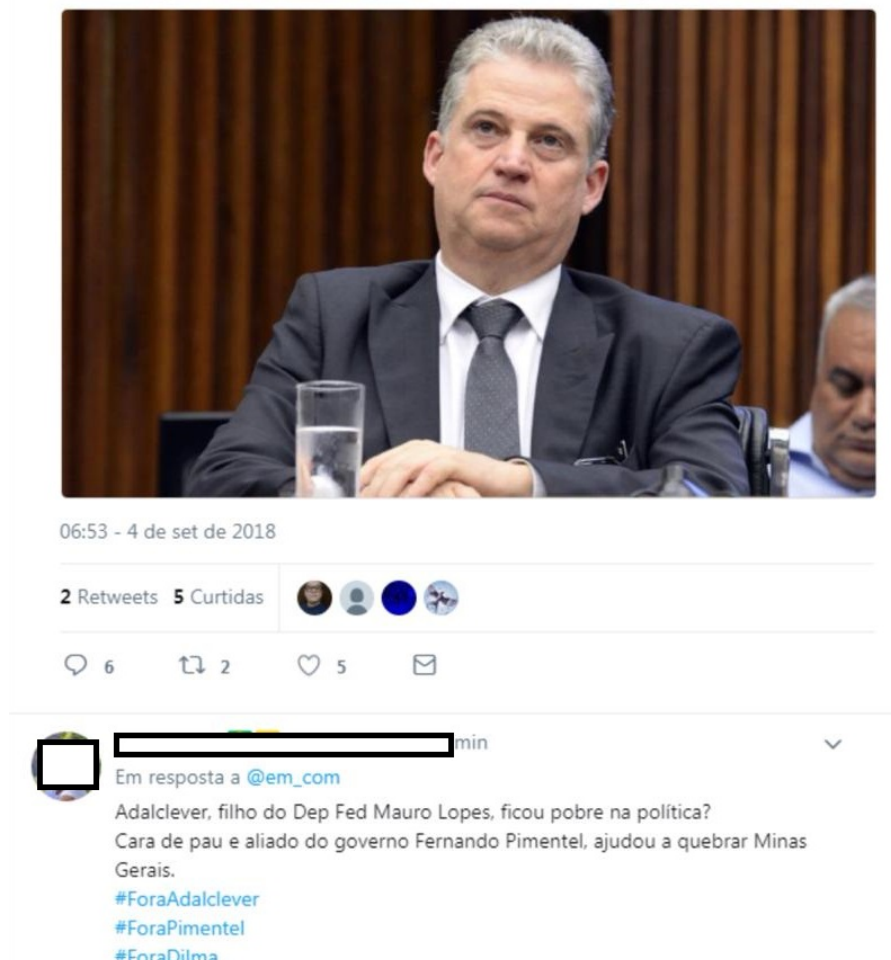 06:53 - 4 de set de 2018
2 Retweets 5 Curtidas
6 2 5
min
Em resposta a @em_com
Adalclever, filho do Dep Fed Mauro Lopes, ficou pobre na política?
Cara de pau e aliado do governo Fernando Pimentel, ajudou a quebrar Minas
Gerais.
#ForaAdalclever
#ForaPimentel
#ForaDilma